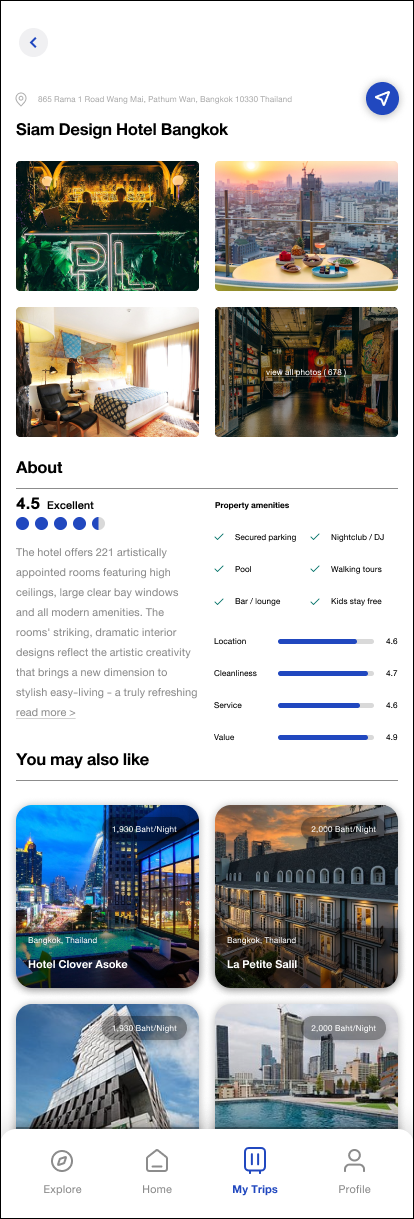 865 Rama 1 Road Wang Mai, Pathum Wan, Bangkok 10330 Thailand
Siam Design Hotel Bangkok
view all photos ( 678 )
About
4.5 Excellent
The hotel offers 221 artistically
appointed rooms featuring high
ceilings, large clear bay windows
and all modern amenities. The
rooms' striking, dramatic interior
designs reflect the artistic creativity
that brings a new dimension to
stylish easy-living - a truly refreshing
read more >
Property amenities
Secured parking
Nightclub / DJ
Pool
Walking tours
Bar / lounge
Kids stay free
Location 4.6
Cleanliness 4.7
Service 4.6
Value 4.9
You may also like
1,930 Baht/Night
Bangkok, Thailand
Hotel Clover Asoke
2,000 Baht/Night
Bangkok, Thailand
La Petite Salil
1,930 Baht/Night
2,000 Baht/Night
Explore
Home
My Trips
Profile